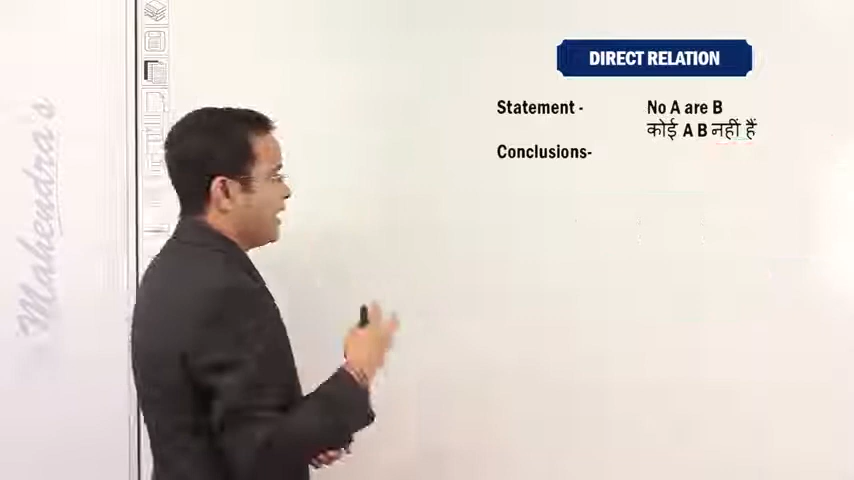 Mahendra's
DIRECT RELATION
Statement - No A are B
कोई A B नहीं हैं
Conclusions-